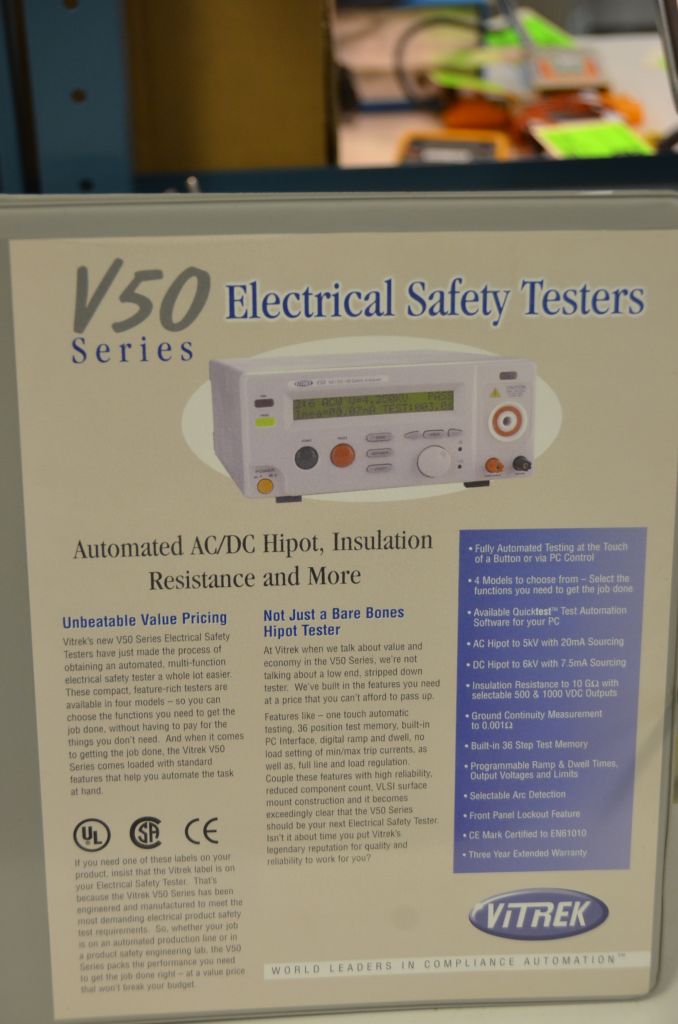 V50
Series
Electrical Safety Testers
VITREK
2:6 ACW V=4.250KV PASS
POWER
Automated AC/DC Hipot, Insulation
Resistance and More
Unbeatable Value Pricing
Vitrek's new V50 Series Electrical Safety
Testers have just made the process of
obtaining an automated, multi-function
electrical safety tester a whole lot easier.
These compact, feature-rich testers are
available in four models – so you can
choose the functions you need to get the
job done, without having to pay for the
things you don't need. And when it comes
to getting the job done, the Vitrek V50
Series comes loaded with standard
features that help you automate the task
at hand.
UL
SA
CE
If you need one of these labels on your
product, insist that the Vitrek label is on
your Electrical Safety Tester. That's
because the Vitrek V50 Series has been
engineered and manufactured to meet the
most demanding electrical product safety
test requirements. So, whether your job
is on an automated production line or in
a product safety engineering lab, the V50
Series packs the performance you need
to get the job done right – at a value price
that won't break your budget.
Not Just a Bare Bones
Hipot Tester
At Vitrek when we talk about value and
economy in the V50 Series, we're not
talking about a low end, stripped down
tester. We've built in the features you need
at a price that you can't afford to pass up.
Features like – one touch automatic
testing, 36 position test memory, built-in
PC Interface, digital ramp and dwell, no
load setting of min/max trip currents, as
well as, full line and load regulation.
Couple these features with high reliability,
reduced component count, VLSI surface
mount construction and it becomes
exceedingly clear that the V50 Series
should be your next Electrical Safety Tester.
Isn't it about time you put Vitrek's
legendary reputation for quality and
reliability to work for you?
• Fully Automated Testing at the Touch
of a Button or via PC Control
• 4 Models to choose from – Select the
functions you need to get the job done
• Available Quicktest™ Test Automation
Software for your PC
• AC Hipot to 5kV with 20mA Sourcing
• DC Hipot to 6kV with 7.5mA Sourcing
• Insulation Resistance to 10 GΩ with
selectable 500 & 1000 VDC Outputs
• Ground Continuity Measurement
to 0.001Ω
• Built-in 36 Step Test Memory
• Programmable Ramp & Dwell Times,
Output Voltages and Limits
• Selectable Arc Detection
• Front Panel Lockout Feature
• CE Mark Certified to EN61010
• Three Year Extended Warranty
ViTREK
WORLD LEADERS IN COMPLIANCE AUTOMATION™